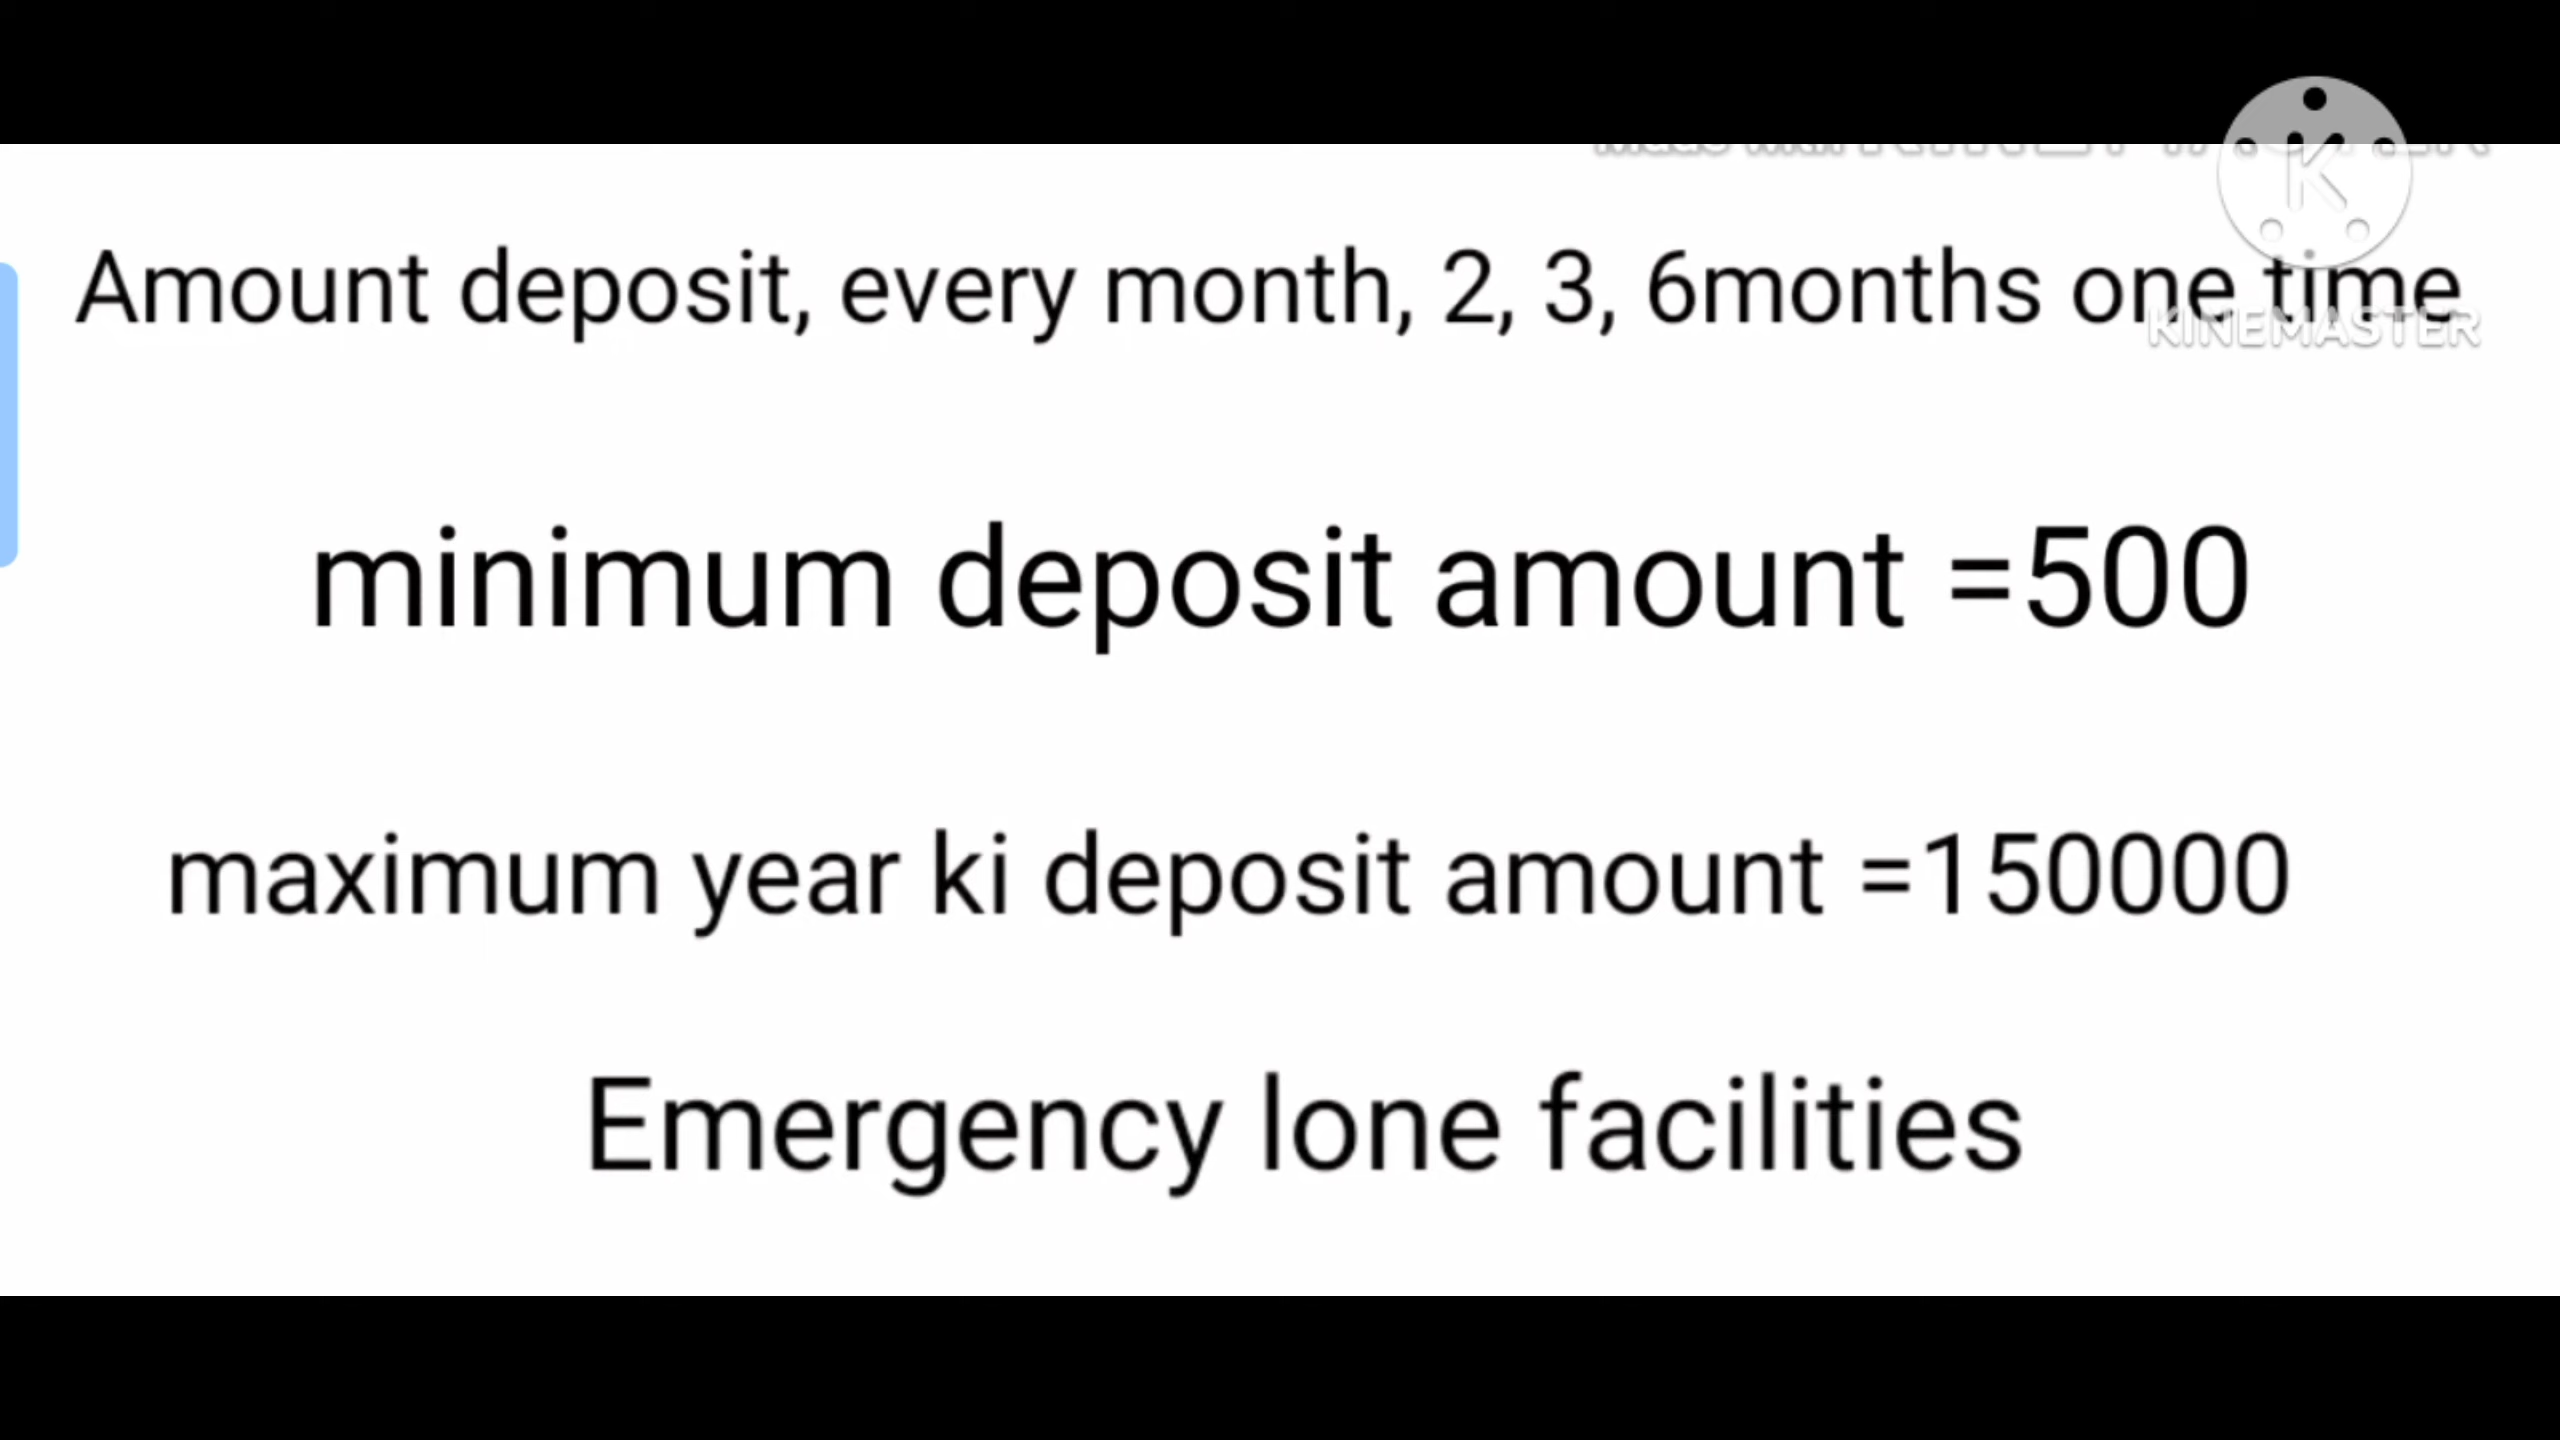 Amount deposit, every month, 2, 3, 6months one time
KINEMASTER
minimum deposit amount =500
maximum year ki deposit amount =150000
Emergency lone facilities